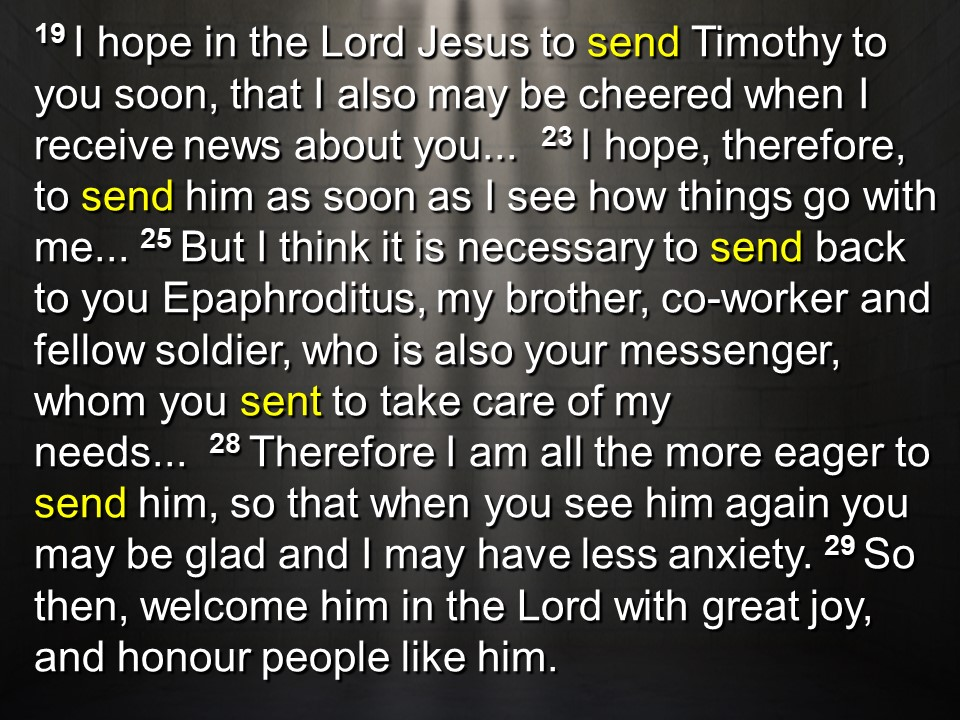 19 I hope in the Lord Jesus to send Timothy to
you soon, that I also may be cheered when I
receive news about you... 23 I hope, therefore,
to send him as soon as I see how things go with
me... 25 But I think it is necessary to send back
to you Epaphroditus, my brother, co-worker and
fellow soldier, who is also your messenger,
whom you sent to take care of my
needs... 28 Therefore I am all the more eager to
send him, so that when you see him again you
may be glad and I may have less anxiety. 29 So
then, welcome him in the Lord with great joy,
and honour people like him.